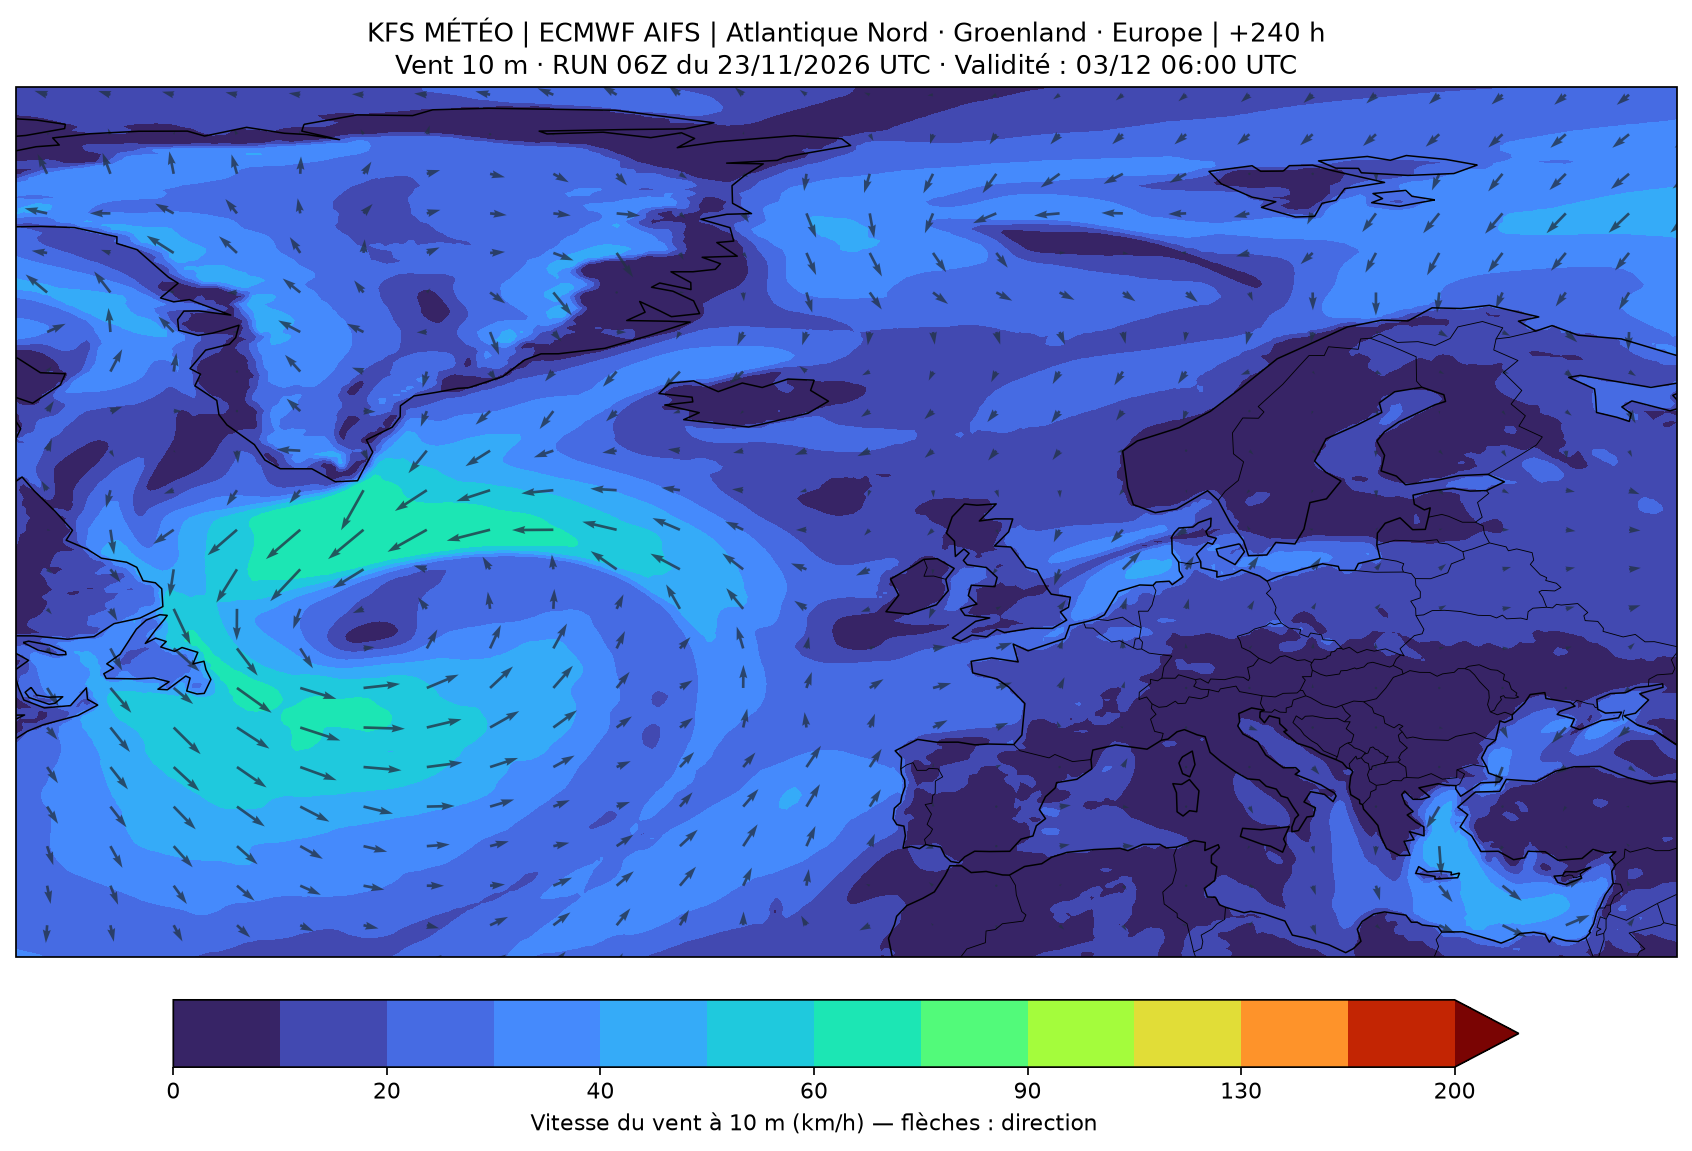 KFS MÉTÉO | ECMWF AIFS | Atlantique Nord · Groenland · Europe | +240 h
Vent 10 m · RUN 06Z du 23/11/2026 UTC · Validité : 03/12 06:00 UTC
0 20 40 60 90 130 200
Vitesse du vent à 10 m (km/h) — flèches : direction